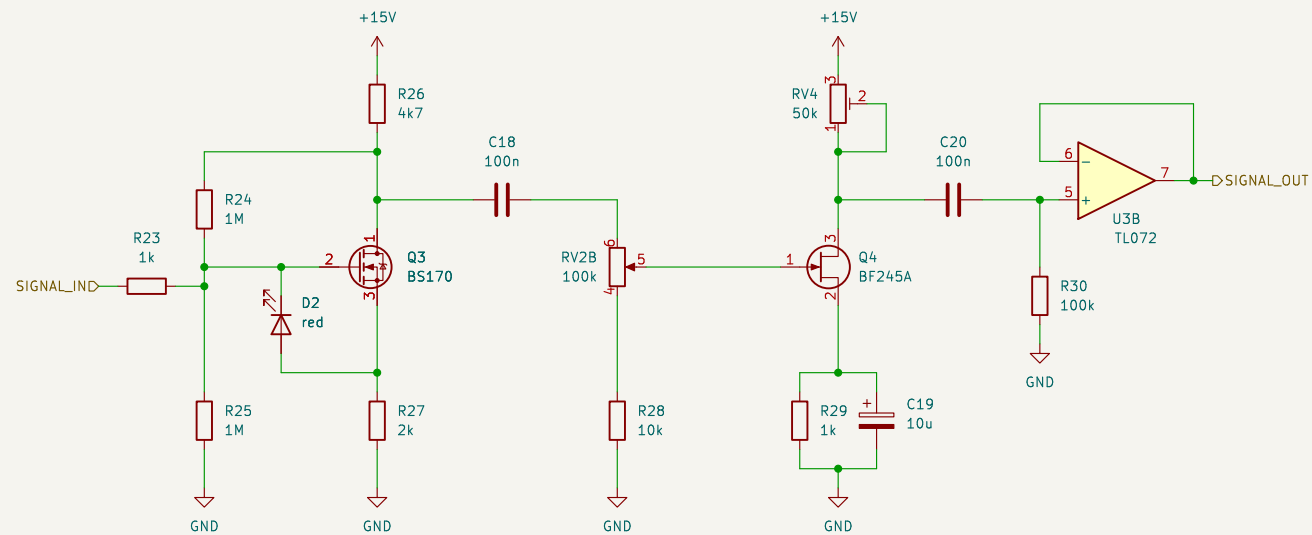 +15V
+15V
R26
4k7
RV4
50k
3
2
1
C18
100n
C20
100n
6
−
7
SIGNAL_OUT
5
+
U3B
TL072
R24
1M
R23
1k
SIGNAL_IN
1
2
3
Q3
BS170
D2
red
RV2B
100k
6
5
4
3
1
2
Q4
BF245A
R30
100k
GND
R25
1M
R27
2k
R28
10k
R29
1k
+
C19
10u
GND
GND
GND
GND